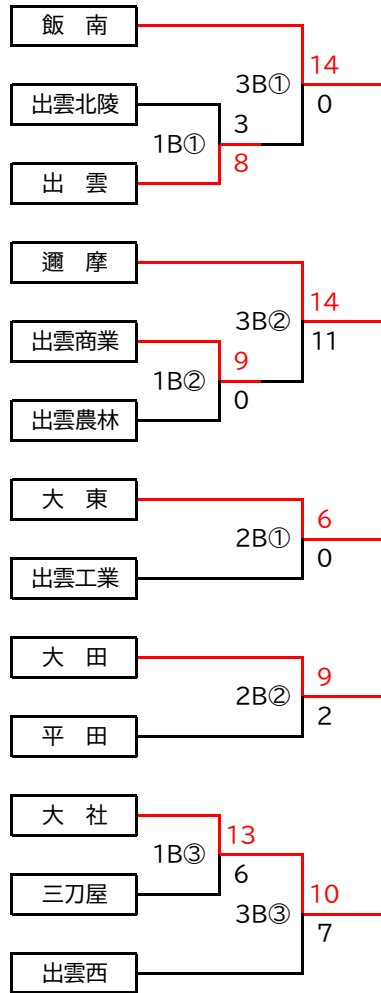 飯　南
14
3B①
0
出雲北陵
3
1B①
8
出　雲
邇　摩
14
3B②
11
出雲商業
9
1B②
0
出雲農林
大　東
6
2B①
0
出雲工業
大　田
9
2B②
2
平　田
大　社
13
1B③
6
三刀屋
10
3B③
7
出雲西